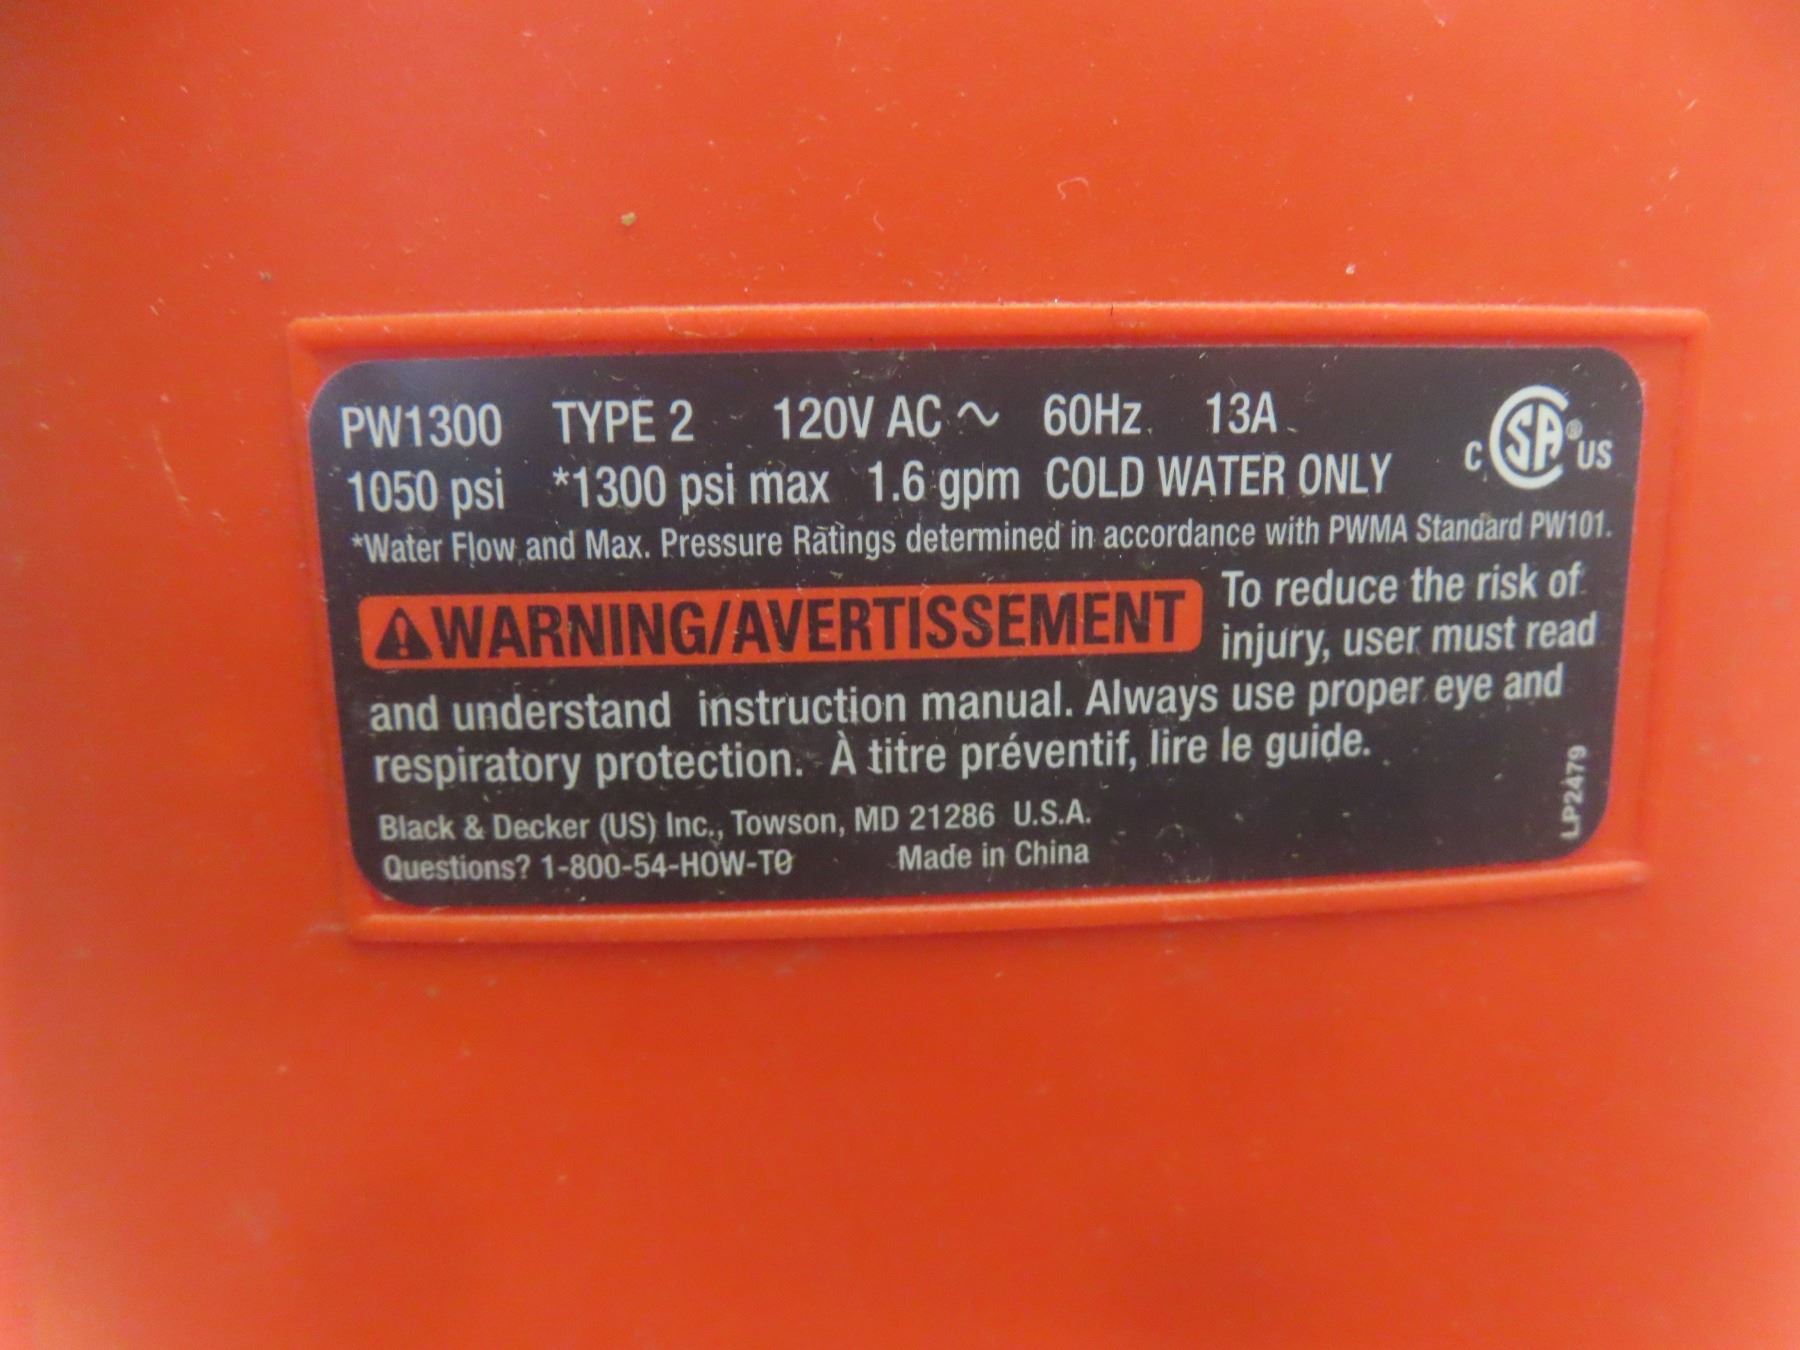 PW1300 TYPE 2 120V AC ~ 60Hz 13A
1050 psi *1300 psi max 1.6 gpm COLD WATER ONLY
C SA ® US
*Water Flow and Max. Pressure Ratings determined in accordance with PWMA Standard PW101.
WARNING/AVERTISSEMENT To reduce the risk of
injury, user must read
and understand instruction manual. Always use proper eye and
respiratory protection. À titre préventif, lire le guide.
Black & Decker (US) Inc., Towson, MD 21286 U.S.A.
Questions? 1-800-54-HOW-TO Made in China
LP2479